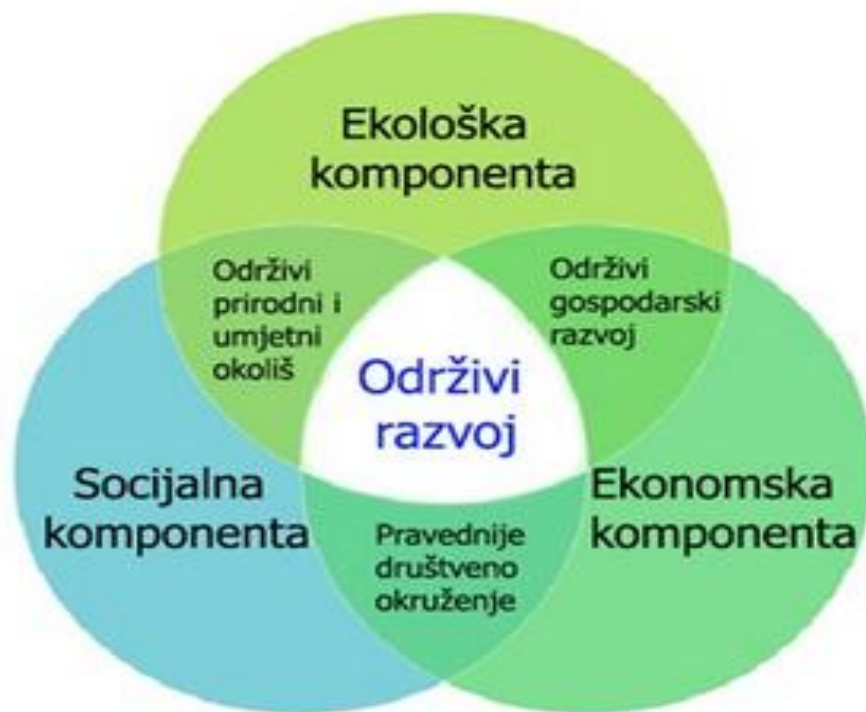 Ekološka
komponenta
Održivi
prirodni i
umjetni
okoliš
Održivi
gospodarski
razvoj
Održivi
razvoj
Socijalna
komponenta
Ekonomska
komponenta
Pravednije
društveno
okruženje